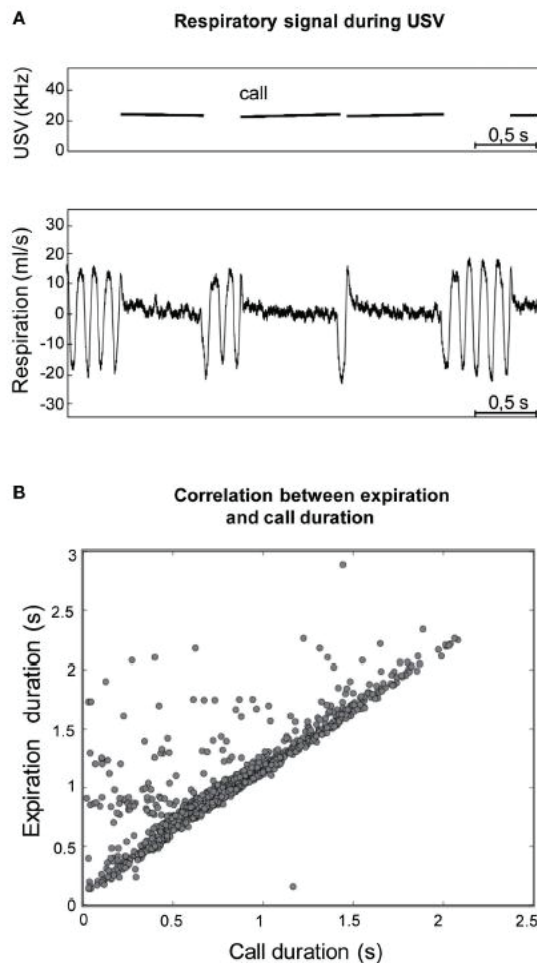 A
Respiratory signal during USV
USV (KHz)
40
20
0
call
0,5 s
Respiration (ml/s)
30
20
10
0
-10
-20
-30
0,5 s
B
Correlation between expiration
and call duration
Expiration duration (s)
3
2.5
2
1.5
1
0.5
0
0
0.5
1
1.5
2
2.5
Call duration (s)